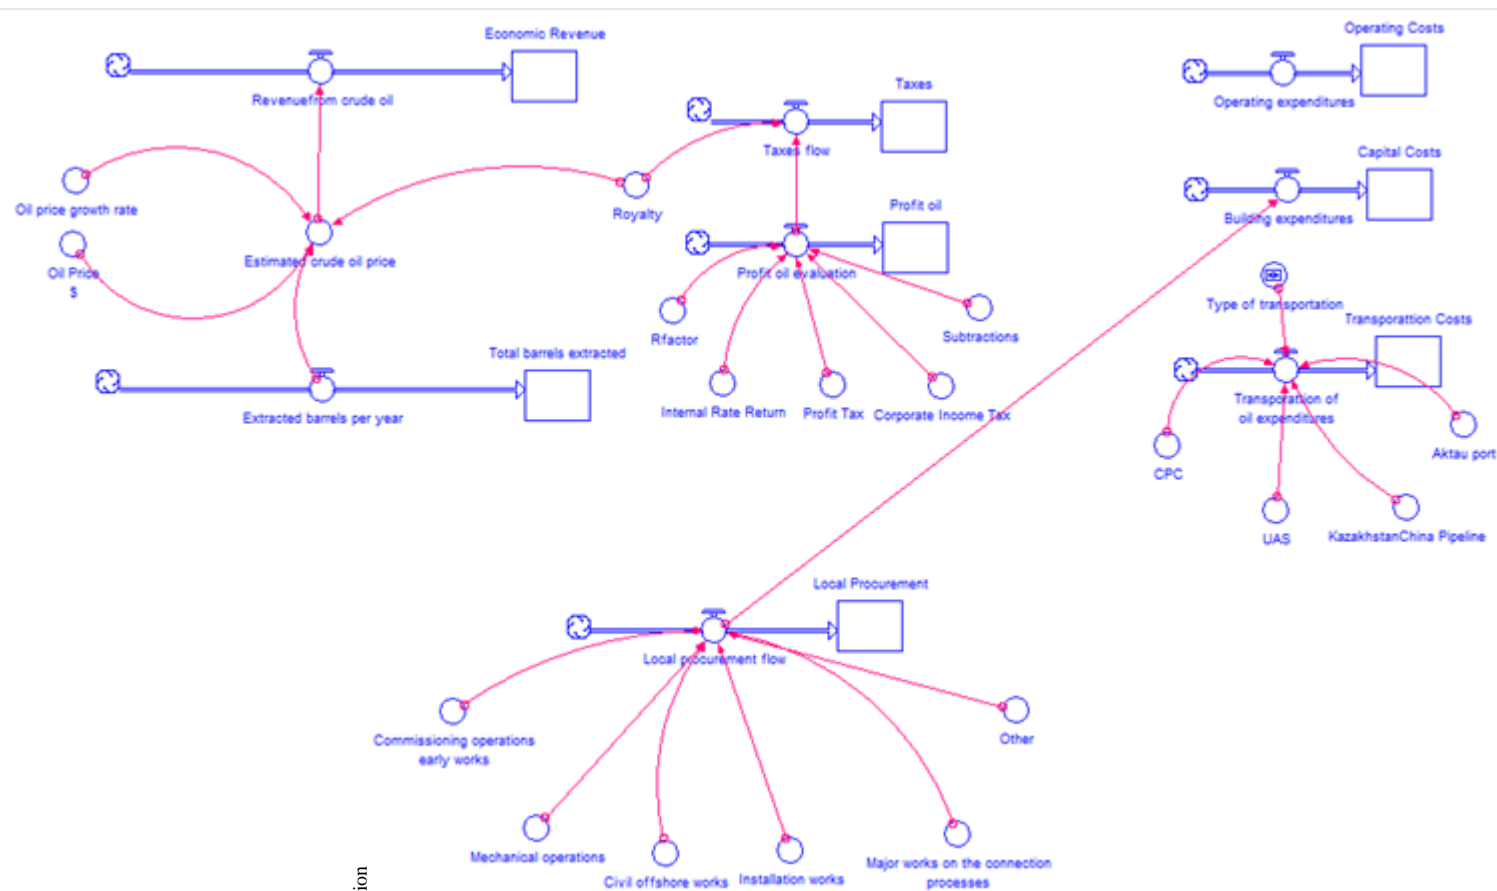 Economic Revenue
Revenuefrom crude oil
Oil price growth rate
Oil Price
$
Estimated crude oil price
Royalty
Total barrels extracted
Extracted barrels per year
Taxes
Taxes flow
Profit oil
Profit oil evaluation
Rfactor
Subtractions
Internal Rate Return
Profit Tax
Corporate Income Tax
Operating Costs
Operating expenditures
Capital Costs
Building expenditures
Type of transportation
Transporattion Costs
Transporation of
oil expenditures
CPC
Aktau port
UAS
KazakhstanChina Pipeline
Local Procurement
Local procurement flow
Commissioning operations
early works
Other
Mechanical operations
Civil offshore works
Installation works
Major works on the connection
processes
ion